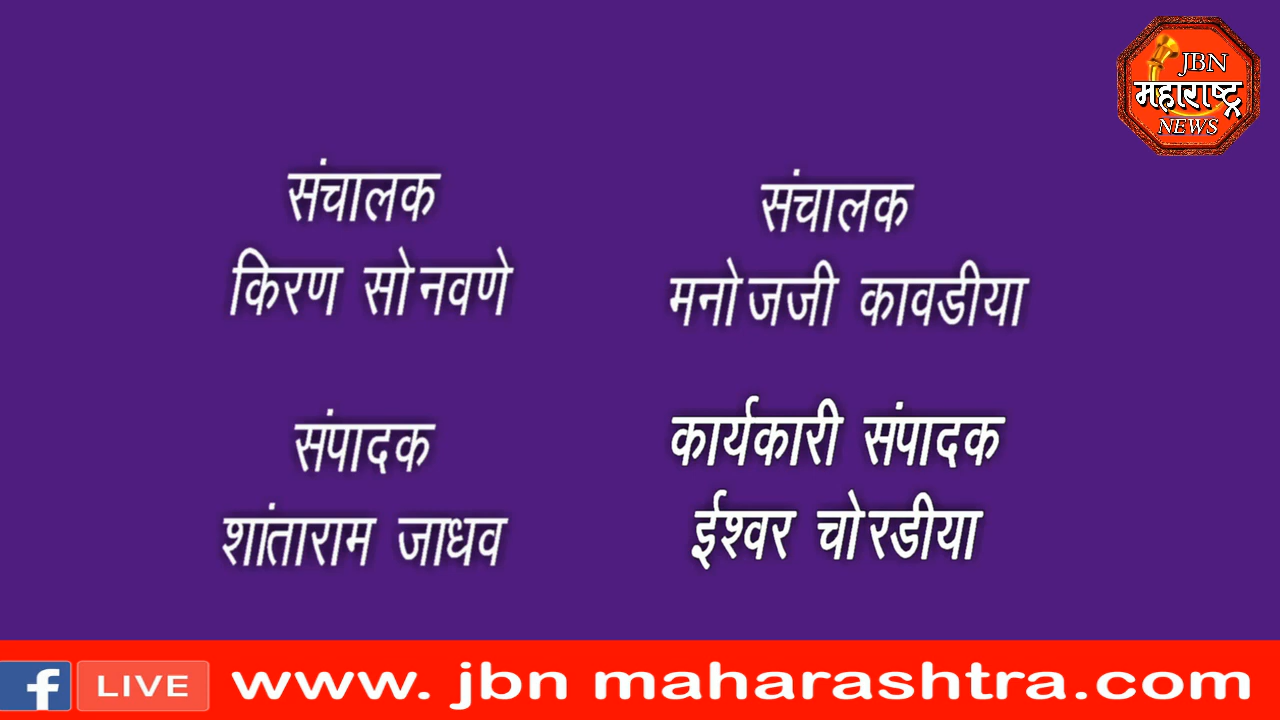 JBN
महाराष्ट्र
NEWS
संचालक
किरण सोनवणे
संचालक
मनोजजी कावडीया
संपादक
शांताराम जाधव
कार्यकारी संपादक
ईश्वर चोरडीया
f LIVE www. jbn maharashtra.com